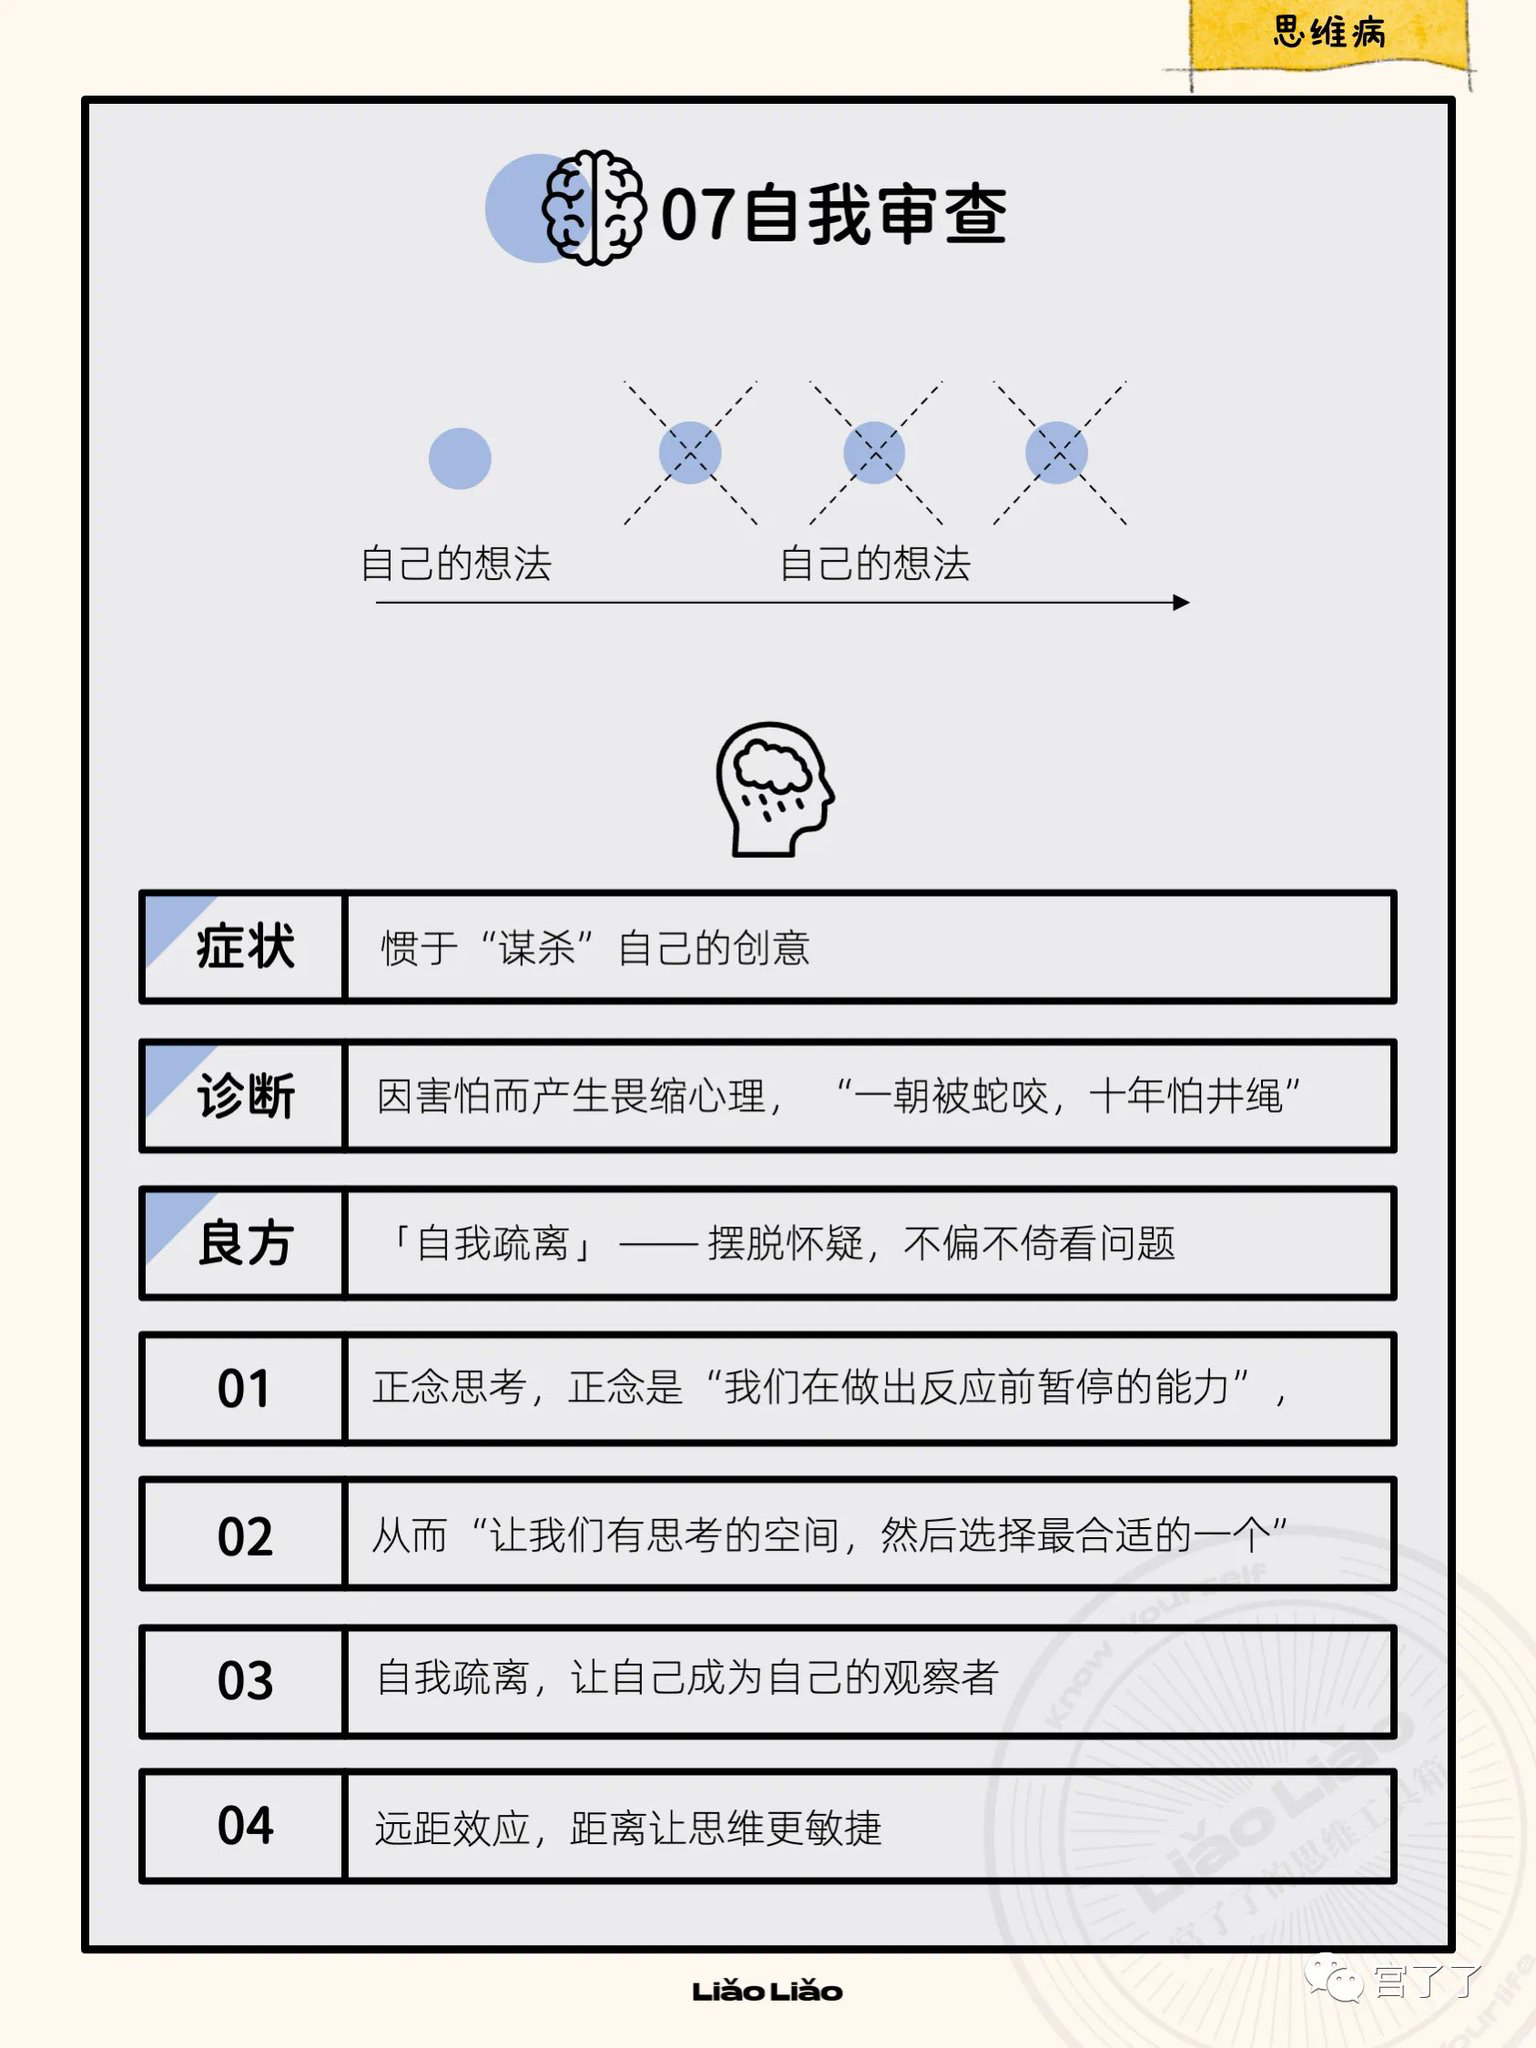 思维病
07自我审查
自己的想法 自己的想法
症状 惯于“谋杀”自己的创意
诊断 因害怕而产生畏缩心理，“一朝被蛇咬，十年怕井绳”
良方 「自我疏离」——摆脱怀疑，不偏不倚看问题
01 正念思考，正念是“我们在做出反应前暂停的能力”，
02 从而“让我们有思考的空间，然后选择最合适的一个”
03 自我疏离，让自己成为自己的观察者
04 远距效应，距离让思维更敏捷
Know Yourself
Liǎo Liǎo
宫了了的思维工具箱
Liǎo Liǎo
宫了了